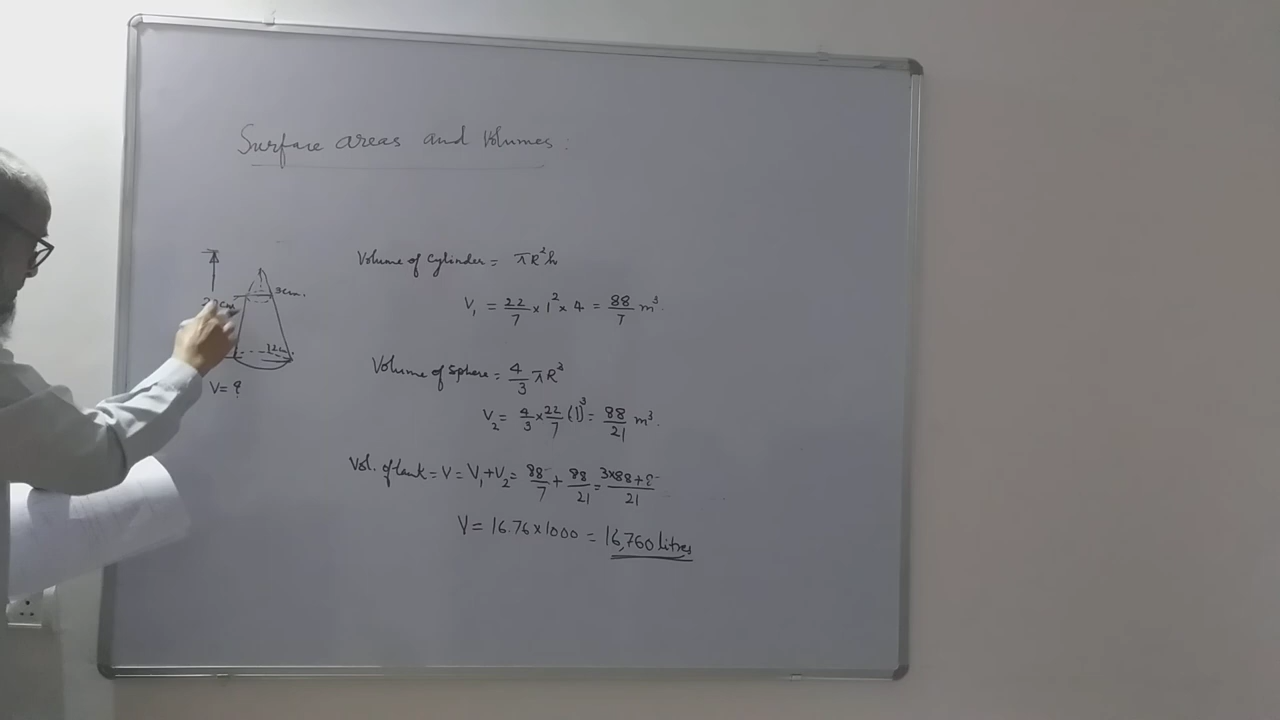 Surface areas and Volumes :
3cm.
12c
V= ?
Volume of Cylinder = πR²h
V₁ = 22/7 × 1² × 4 = 88/7 m³.
Volume of Sphere = 4/3 πR³
V₂ = 4/3 × 22/7 (1)³ = 88/21 m³.
Vol. of tank = V = V₁+V₂ = 88/7 + 88/21 = 3×88+8/21
V = 16.76×1000 = 16,760 litres